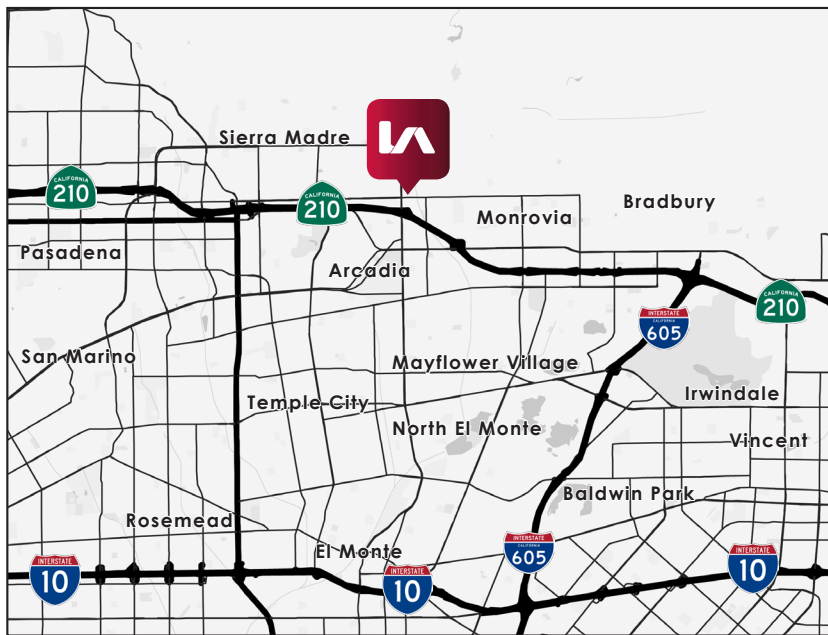 Sierra Madre
LA
CALIFORNIA
210
CALIFORNIA
210
Bradbury
Monrovia
Pasadena
Arcadia
CALIFORNIA
210
INTERSTATE
CALIFORNIA
605
San Marino
Mayflower Village
Irwindale
Temple City
North El Monte
Vincent
Baldwin Park
Rosemead
El Monte
INTERSTATE
CALIFORNIA
605
INTERSTATE
10
INTERSTATE
10
INTERSTATE
10